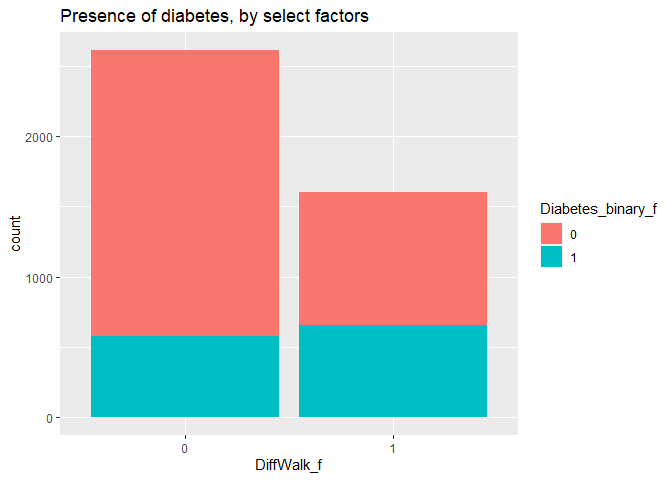 Presence of diabetes, by select factors
2000
1000
0
count
0
1
DiffWalk_f
Diabetes_binary_f
0
1